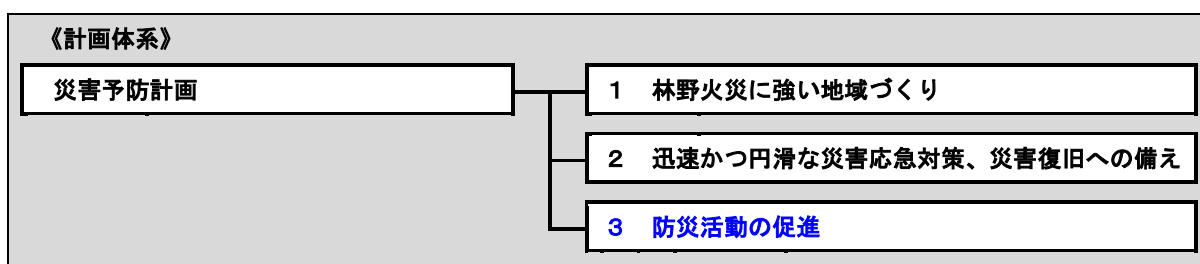 《計画体系》
災害予防計画
１　林野火災に強い地域づくり
２　迅速かつ円滑な災害応急対策、災害復旧への備え
３　防災活動の促進